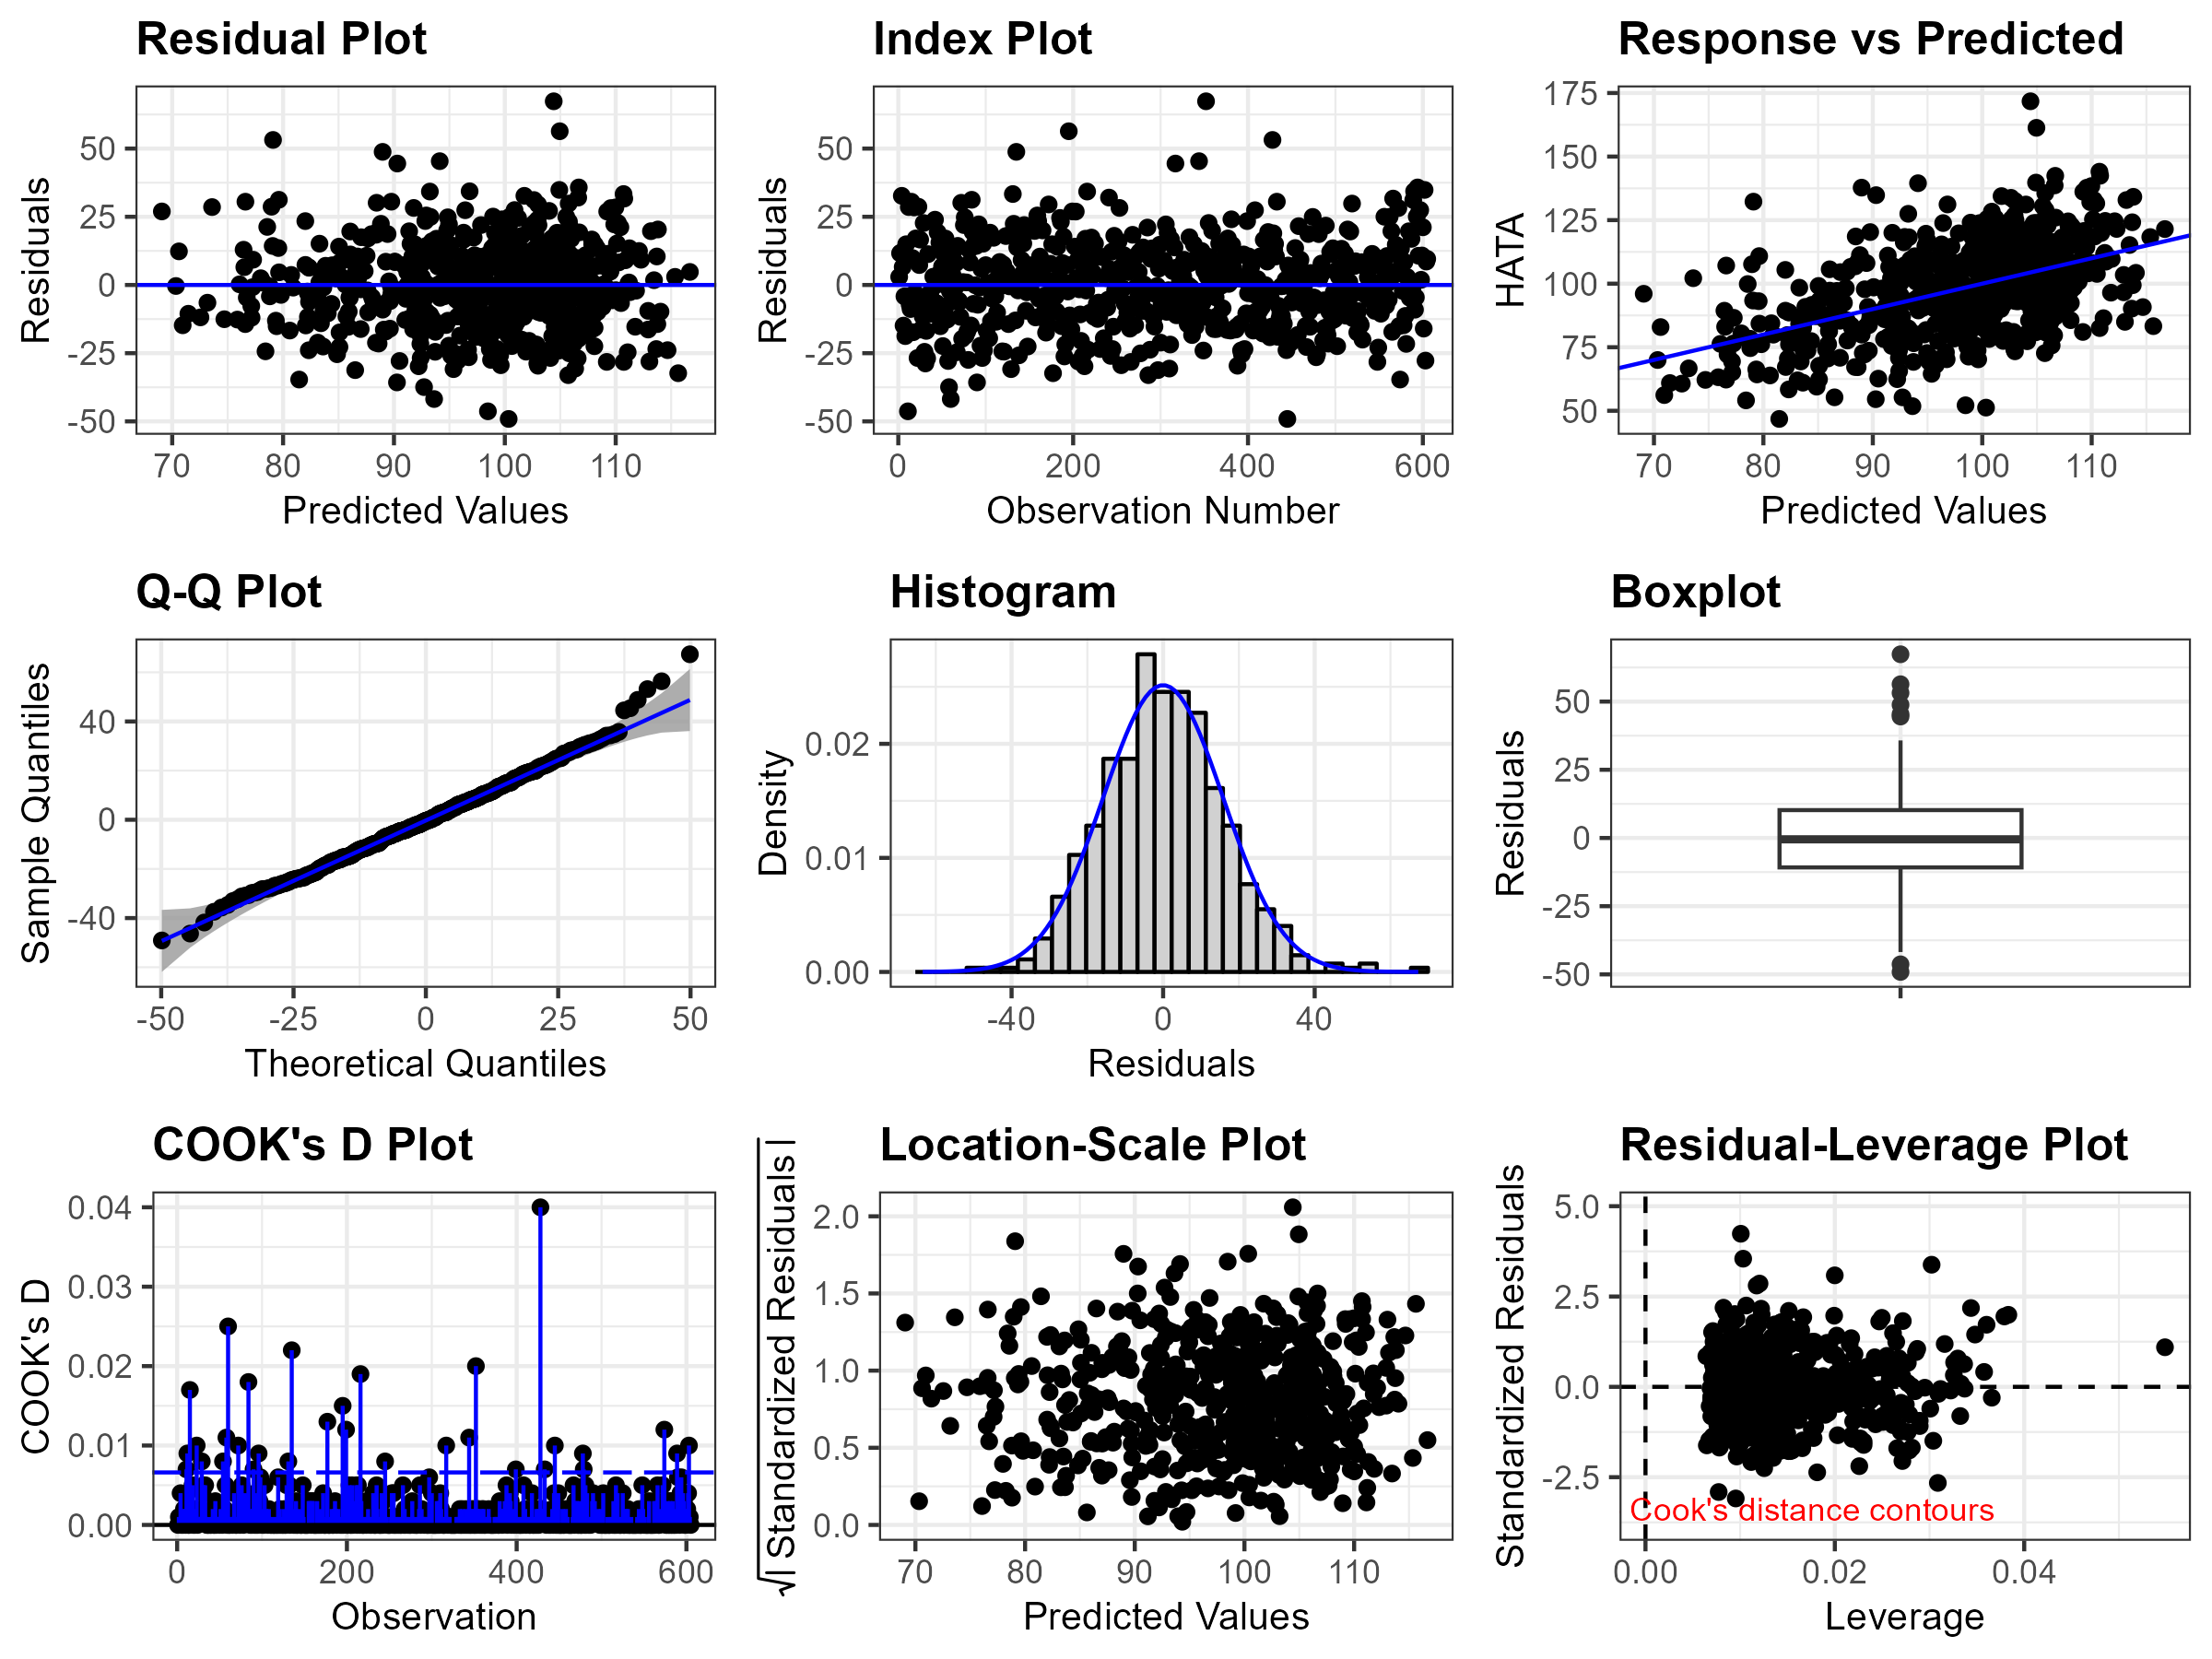 Residual Plot
Index Plot
Response vs Predicted
Residuals
50
25
0
-25
-50
70 80 90 100 110
Predicted Values
Residuals
50
25
0
-25
-50
0 200 400 600
Observation Number
HATA
175
150
125
100
75
50
70 80 90 100 110
Predicted Values
Q-Q Plot
Histogram
Boxplot
Sample Quantiles
40
0
-40
-50 -25 0 25 50
Theoretical Quantiles
Density
0.02
0.01
0.00
-40 0 40
Residuals
Residuals
50
25
0
-25
-50
COOK's D Plot
Location-Scale Plot
Residual-Leverage Plot
COOK's D
0.04
0.03
0.02
0.01
0.00
0 200 400 600
Observation
√| Standardized Residuals |
2.0
1.5
1.0
0.5
0.0
70 80 90 100 110
Predicted Values
Standardized Residuals
5.0
2.5
0.0
-2.5
Cook's distance contours
0.00 0.02 0.04
Leverage